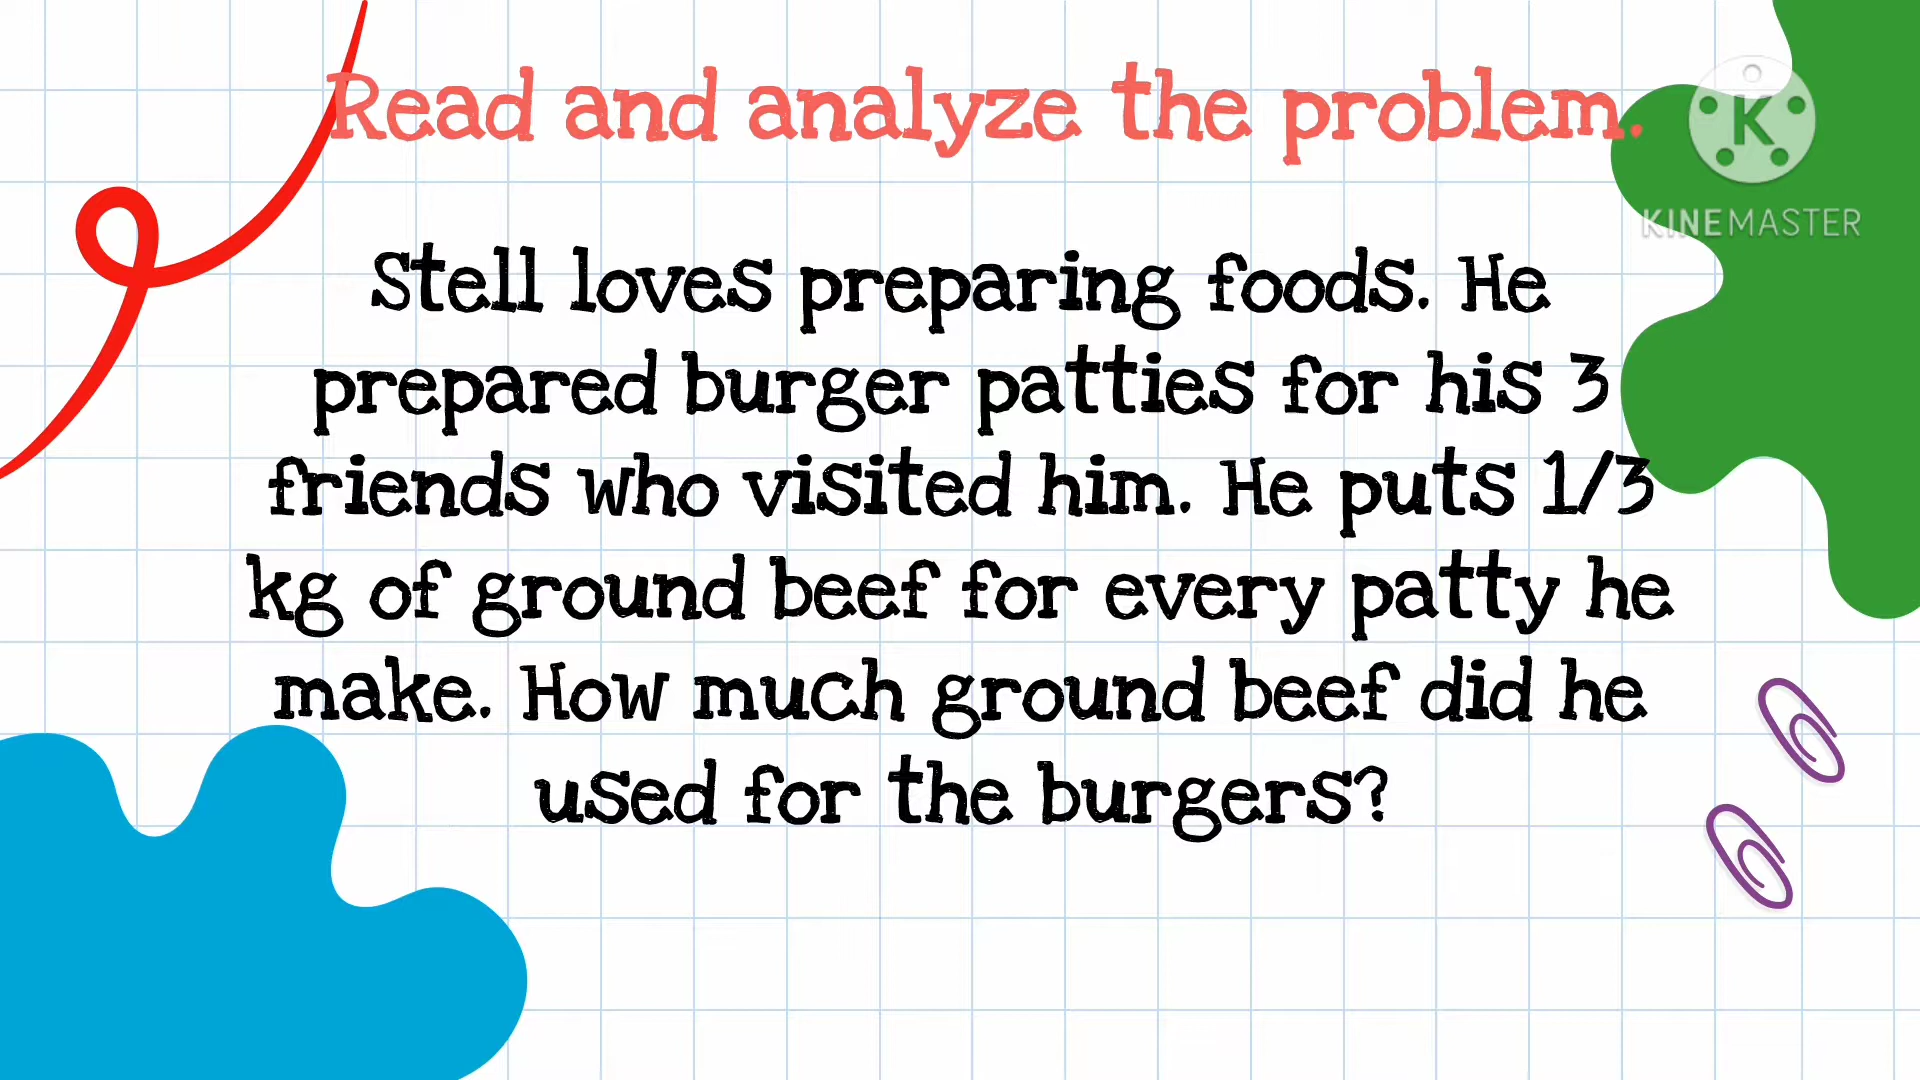 Read and analyze the problem.
K
KINEMASTER
Stell loves preparing foods. He
prepared burger patties for his 3
friends who visited him. He puts 1/3
kg of ground beef for every patty he
make. How much ground beef did he
used for the burgers?